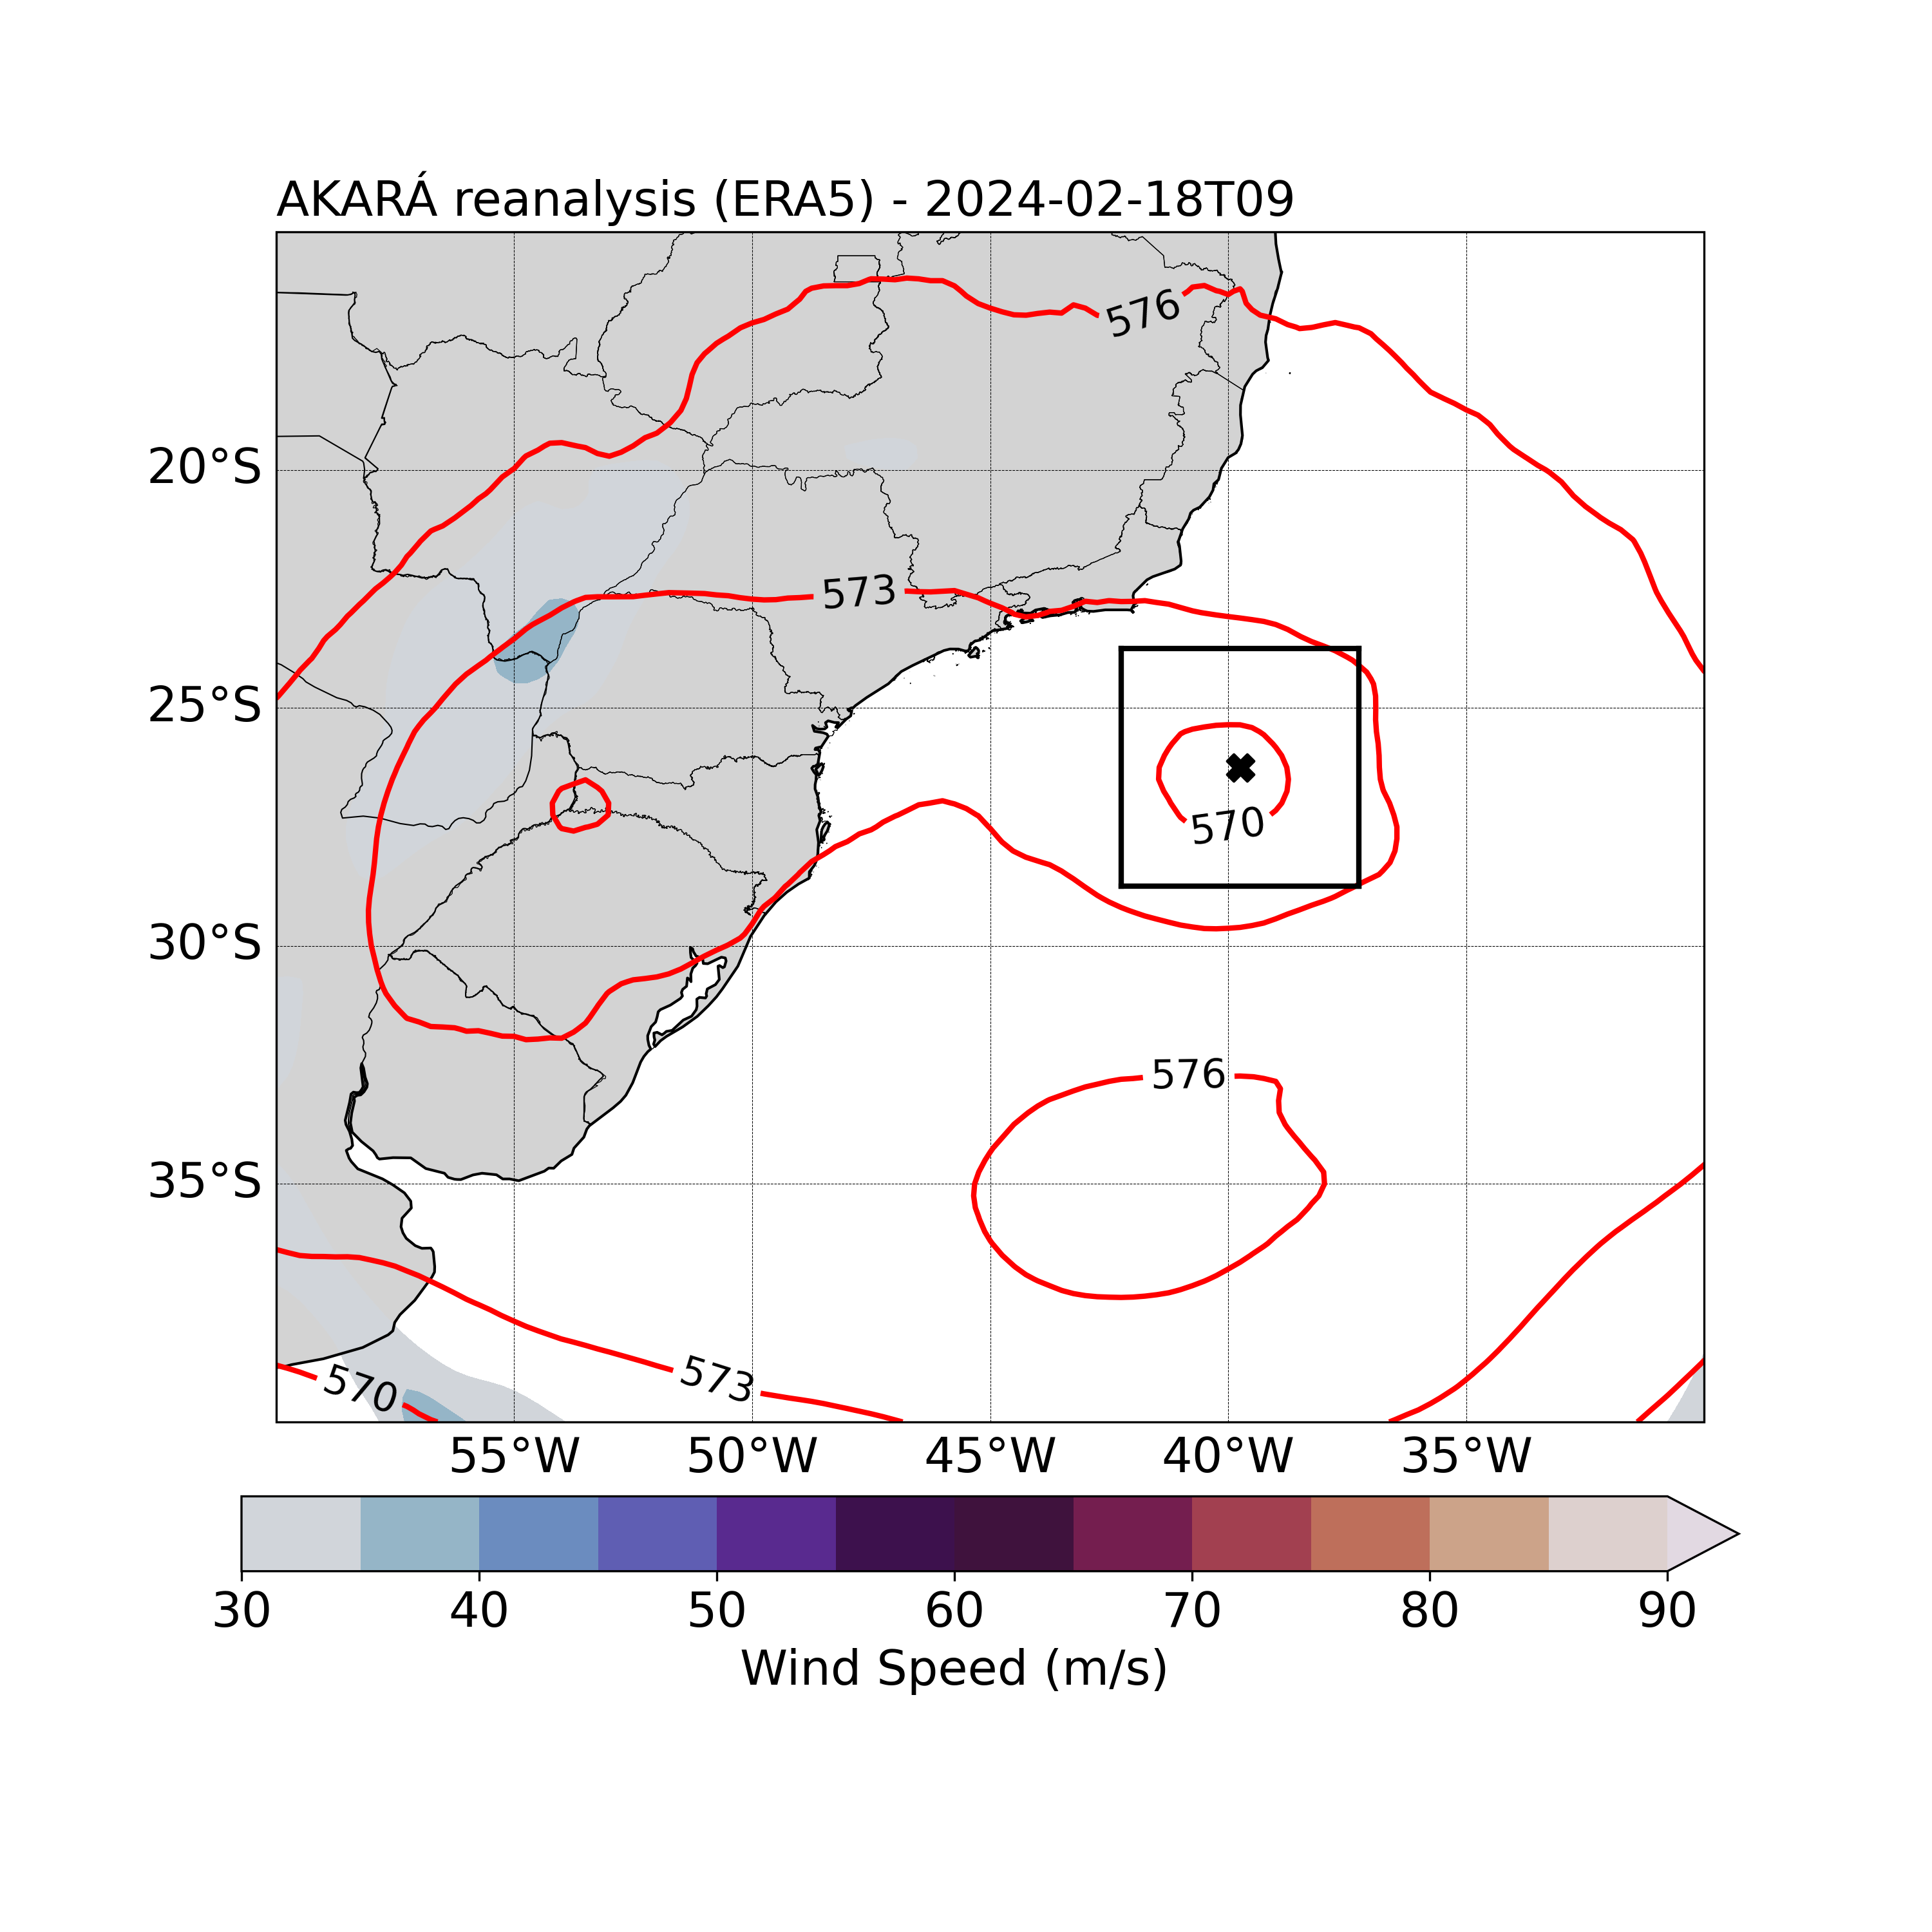 AKARÁ reanalysis (ERA5) - 2024-02-18T09
576
20°S
573
25°S
570
30°S
576
35°S
573
570
55°W 50°W 45°W 40°W 35°W
30 40 50 60 70 80 90
Wind Speed (m/s)